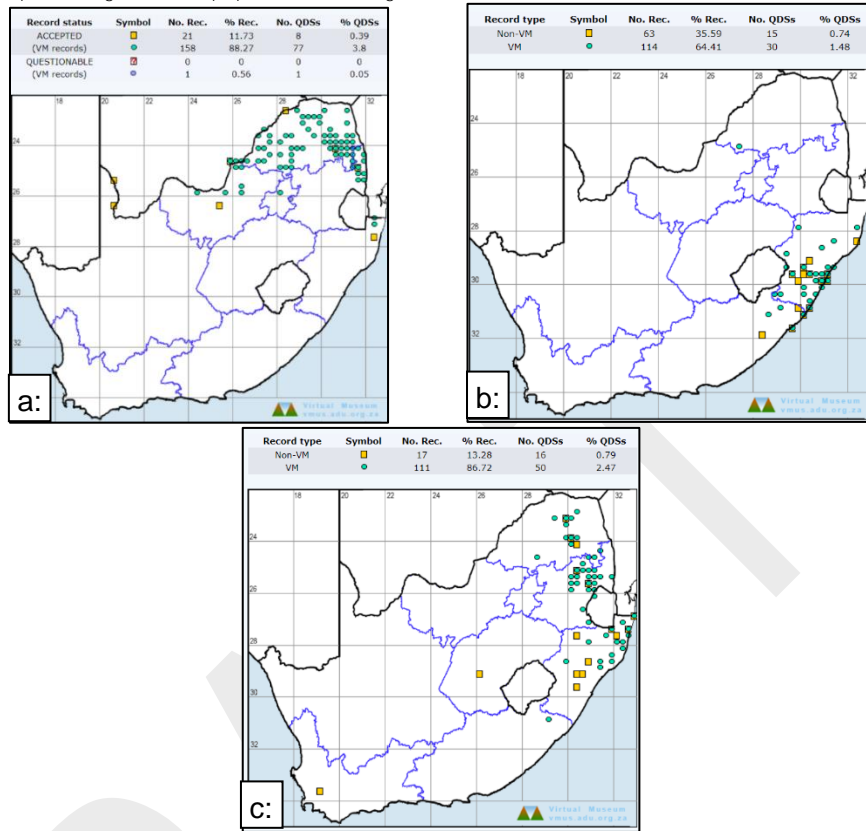 Record status Symbol No. Rec. % Rec. No. QDSs % QDSs
ACCEPTED 21 11.73 8 0.39
(VM records) 158 88.27 77 3.8
QUESTIONABLE ? 0 0 0 0
(VM records) 1 0.56 1 0.05
18 20 22 24 26 28 30 32
24
26
28
30
32
a:
Virtual Museum
vmus.adu.org.za
Record type Symbol No. Rec. % Rec. No. QDSs % QDSs
Non-VM 63 35.59 15 0.74
VM 114 64.41 30 1.48
18 20 22 24 26 28 30 32
24
26
28
30
32
b:
Virtual Museum
vmus.adu.org.za
Record type Symbol No. Rec. % Rec. No. QDSs % QDSs
Non-VM 17 13.28 16 0.79
VM 111 86.72 50 2.47
18 20 22 24 26 28 30 32
24
26
28
30
32
c:
Virtual Museum
vmus.adu.org.za